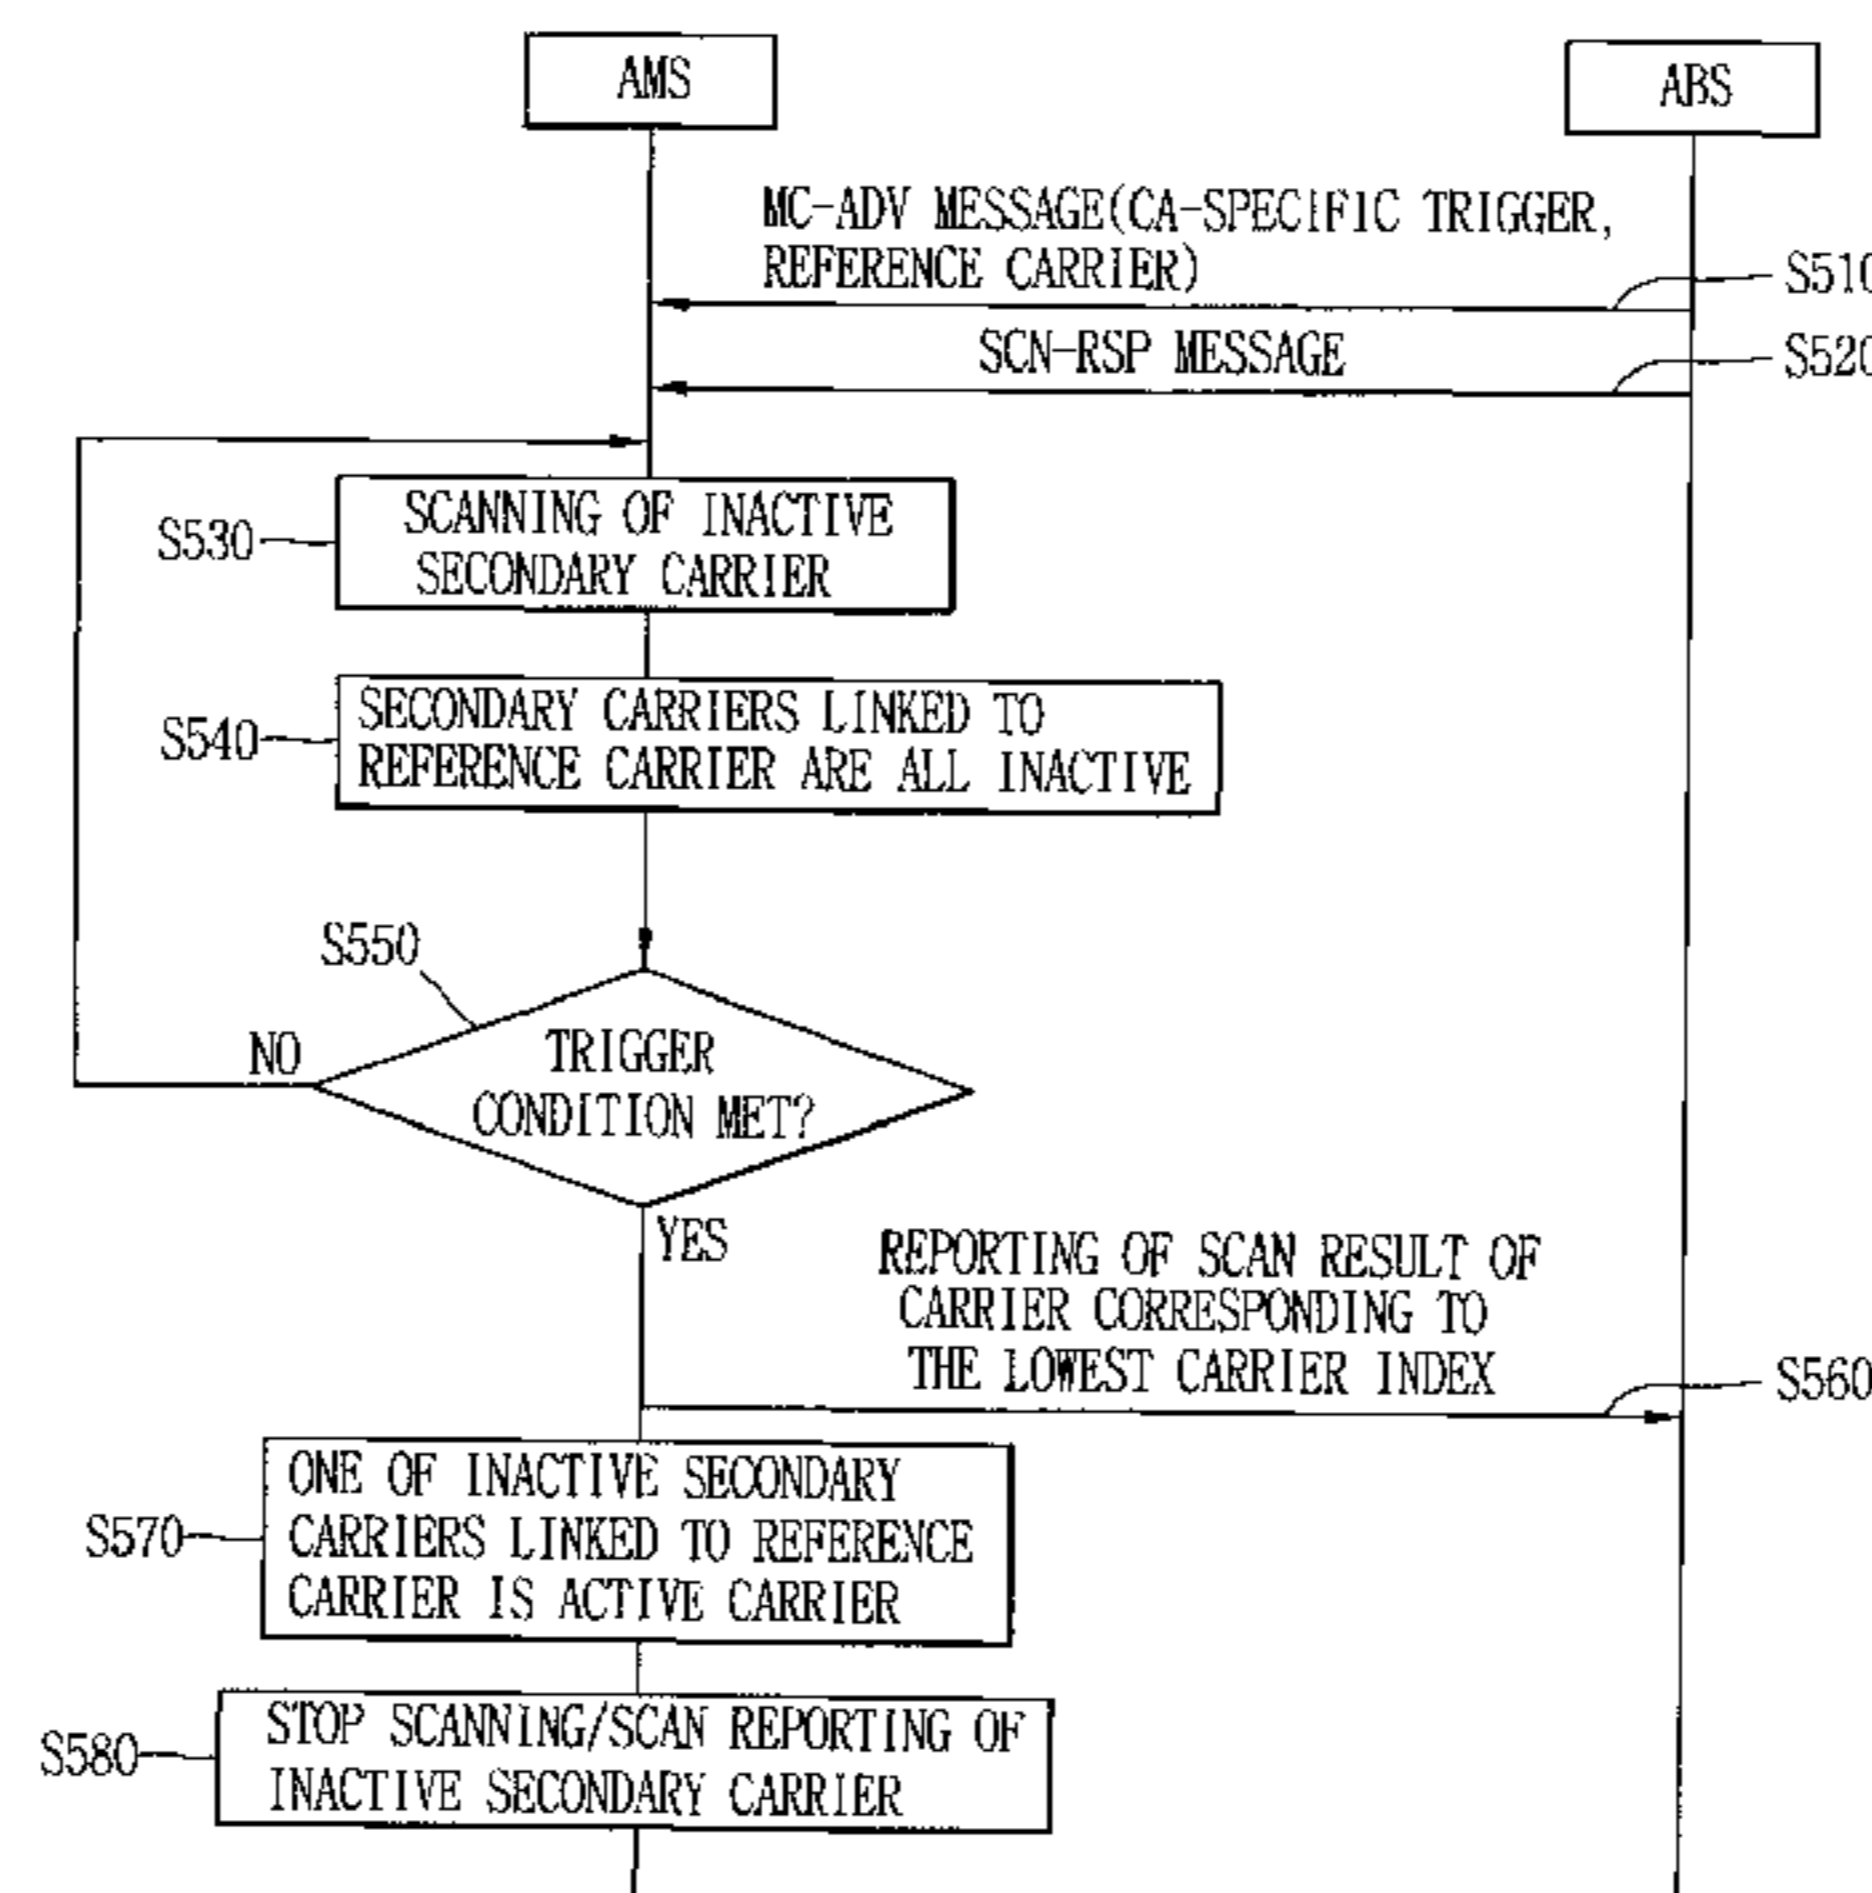 AMS
ABS
MC-ADV MESSAGE(CA-SPECIFIC TRIGGER,
REFERENCE CARRIER)
S510
SCN-RSP MESSAGE
S520
SCANNING OF INACTIVE
SECONDARY CARRIER
S530
SECONDARY CARRIERS LINKED TO
REFERENCE CARRIER ARE ALL INACTIVE
S540
S550
NO
TRIGGER
CONDITION MET?
YES
REPORTING OF SCAN RESULT OF
CARRIER CORRESPONDING TO
THE LOWEST CARRIER INDEX
S560
ONE OF INACTIVE SECONDARY
CARRIERS LINKED TO REFERENCE
CARRIER IS ACTIVE CARRIER
S570
STOP SCANNING/SCAN REPORTING OF
INACTIVE SECONDARY CARRIER
S580